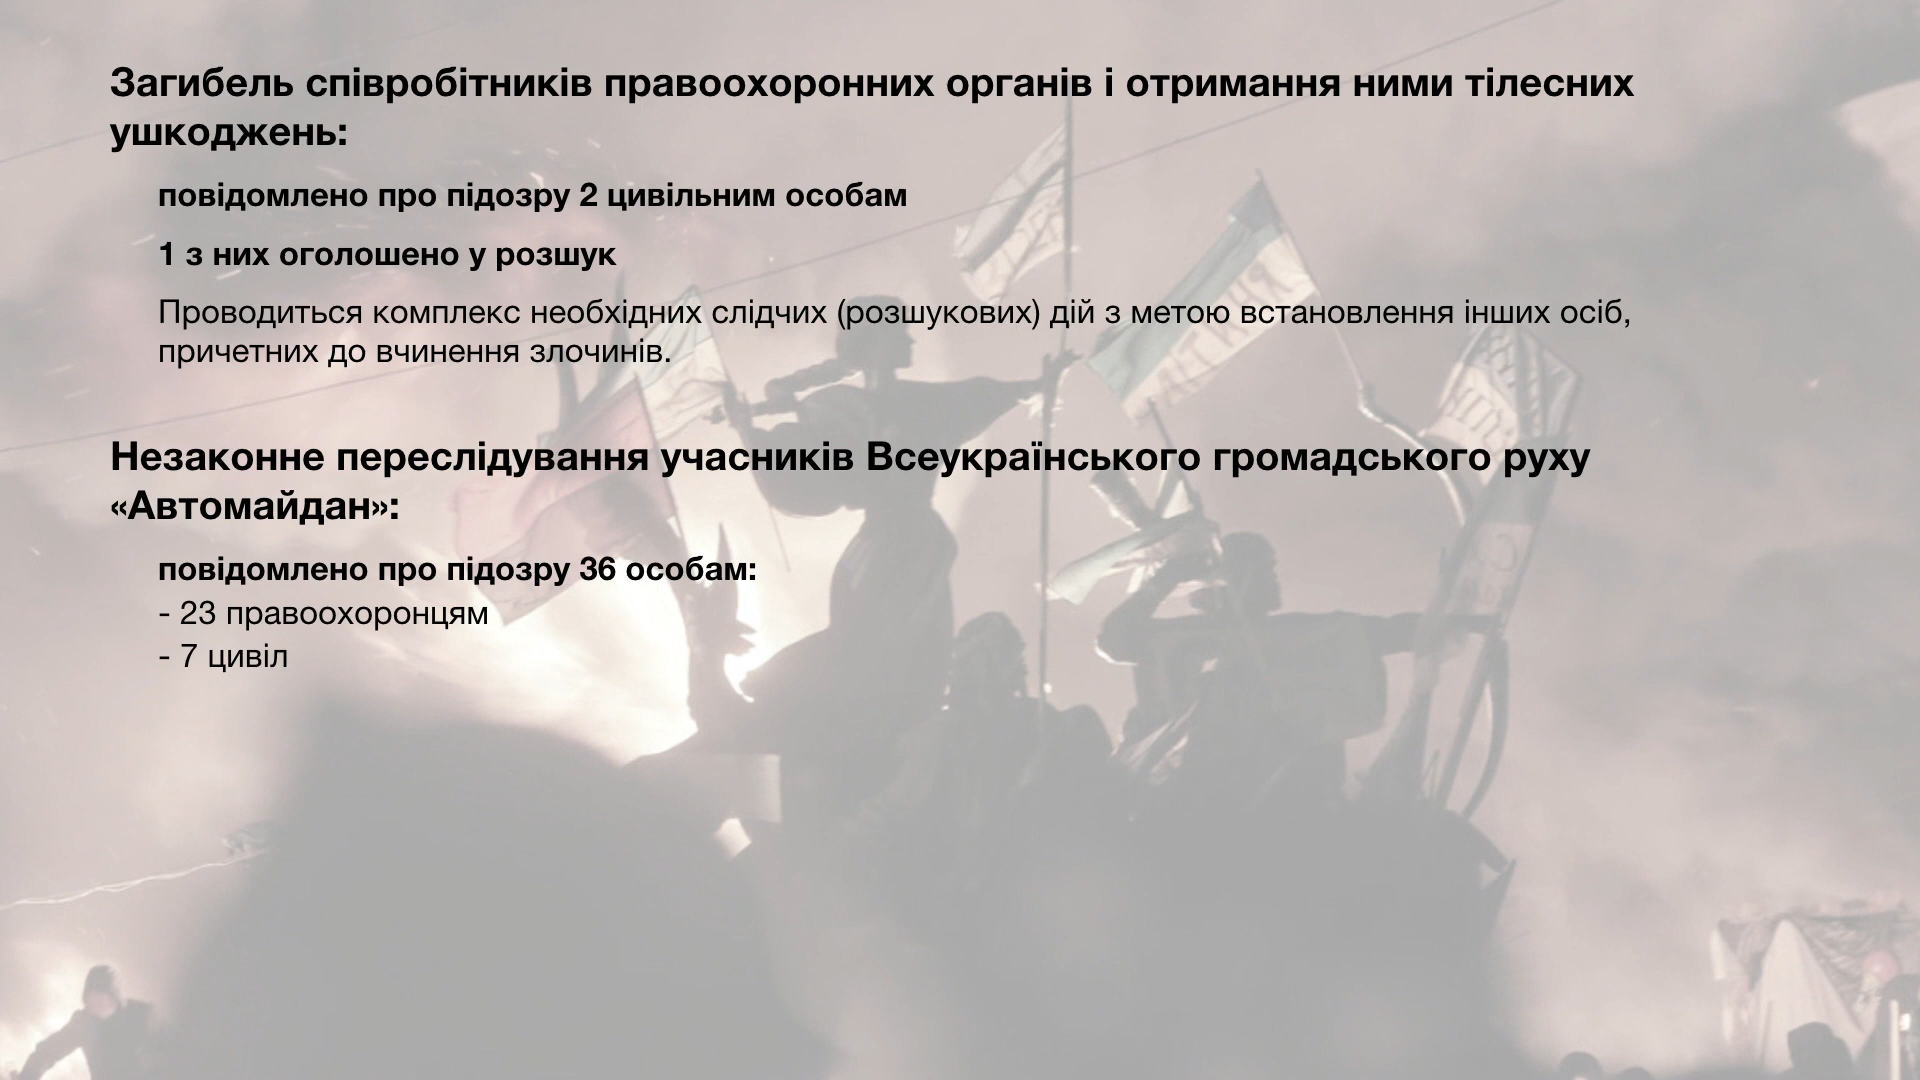 Загибель співробітників правоохоронних органів і отримання ними тілесних
ушкоджень:
повідомлено про підозру 2 цивільним особам
1 з них оголошено у розшук
Проводиться комплекс необхідних слідчих (розшукових) дій з метою встановлення інших осіб,
причетних до вчинення злочинів.
Незаконне переслідування учасників Всеукраїнського громадського руху
«Автомайдан»:
повідомлено про підозру 36 особам:
- 23 правоохоронцям
- 7 цивіл